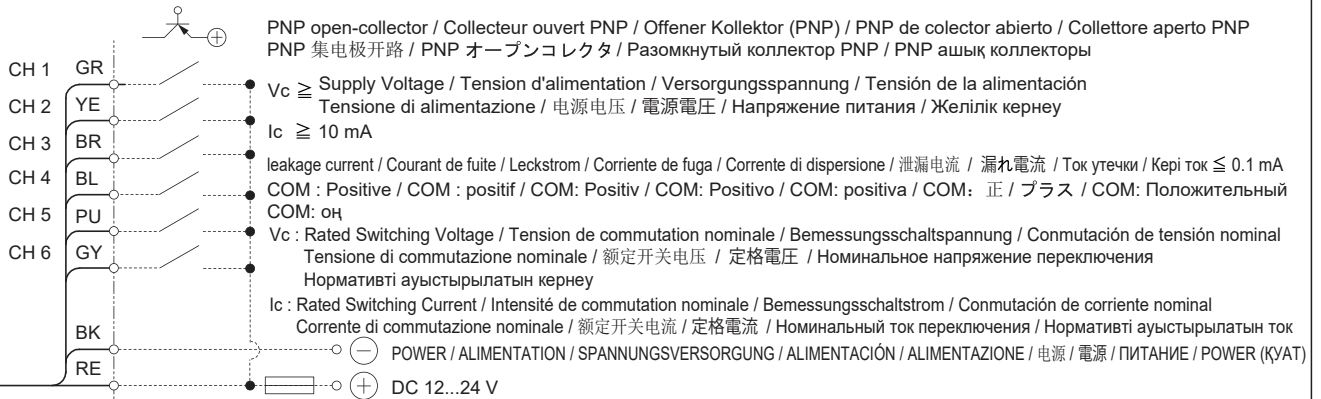 PNP open-collector / Collecteur ouvert PNP / Offener Kollektor (PNP) / PNP de colector abierto / Collettore aperto PNP
PNP 集电极开路 / PNP オープンコレクタ / Разомкнутый коллектор PNP / PNP ашық коллекторы
CH 1 GR
Vc ≧ Supply Voltage / Tension d'alimentation / Versorgungsspannung / Tensión de la alimentación
CH 2 YE
Tensione di alimentazione / 电源电压 / 電源電圧 / Напряжение питания / Желілік кернеу
Ic ≧ 10 mA
CH 3 BR
leakage current / Courant de fuite / Leckstrom / Corriente de fuga / Corrente di dispersione / 泄漏电流 / 漏れ電流 / Ток утечки / Кері ток ≦ 0.1 mA
CH 4 BL
COM : Positive / COM : positif / COM: Positiv / COM: Positivo / COM: positiva / COM：正 / プラス / COM: Положительный
COM: оң
CH 5 PU
Vc : Rated Switching Voltage / Tension de commutation nominale / Bemessungsschaltspannung / Conmutación de tensión nominal
CH 6 GY
Tensione di commutazione nominale / 额定开关电压 / 定格電圧 / Номинальное напряжение переключения
Нормативті ауыстырылатын кернеу
Ic : Rated Switching Current / Intensité de commutation nominale / Bemessungsschaltstrom / Conmutación de corriente nominal
Corrente di commutazione nominale / 额定开关电流 / 定格電流 / Номинальный ток переключения / Нормативті ауыстырылатын ток
BK
POWER / ALIMENTATION / SPANNUNGSVERSORGUNG / ALIMENTACIÓN / ALIMENTAZIONE / 电源 / 電源 / ПИТАНИЕ / POWER (ҚУАТ)
RE
DC 12...24 V